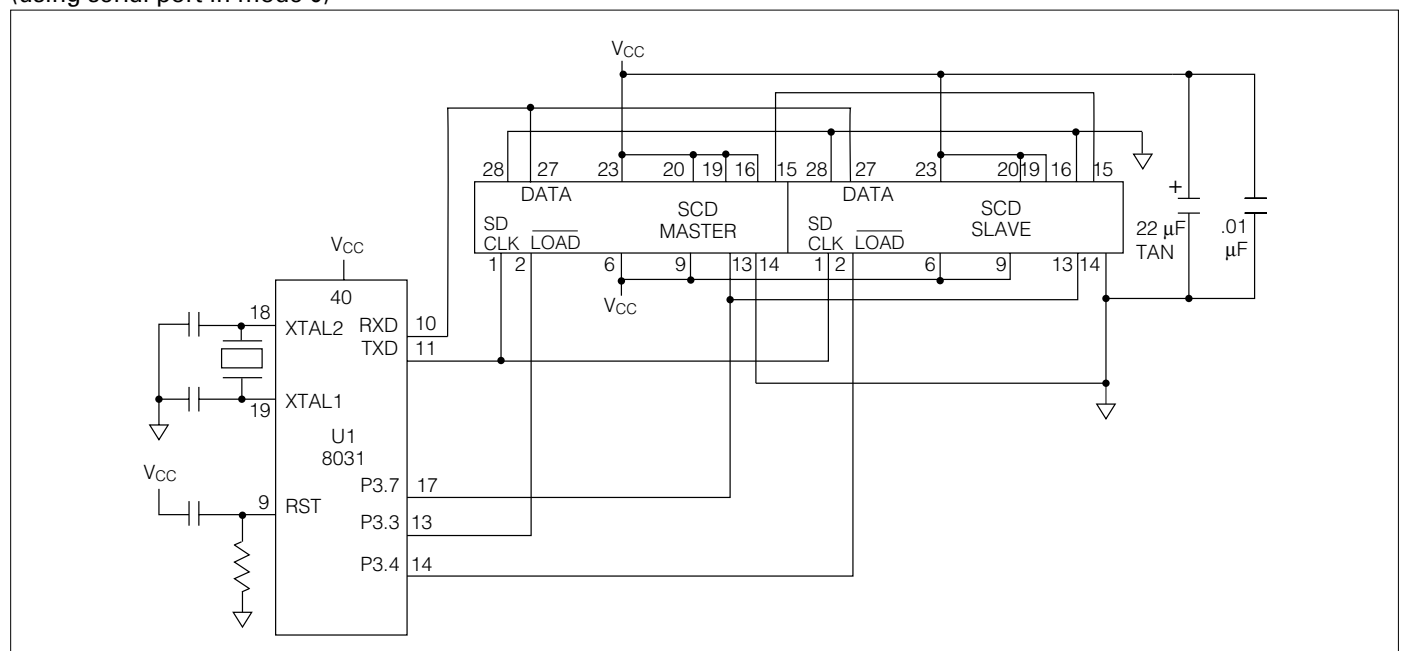 (using serial port in mode 0)
VCC
28 27 23 20 19 16 15 28 27 23 20 19 16 15
DATA DATA
SD CLK LOAD SCD MASTER SD CLK LOAD SCD SLAVE
+ 22 µF TAN .01 µF
1 2 6 9 13 14 1 2 6 9 13 14
VCC
VCC
40
18 XTAL2 RXD 10
TXD 11
19 XTAL1
U1
8031
VCC
P3.7 17
9 RST
P3.3 13
P3.4 14